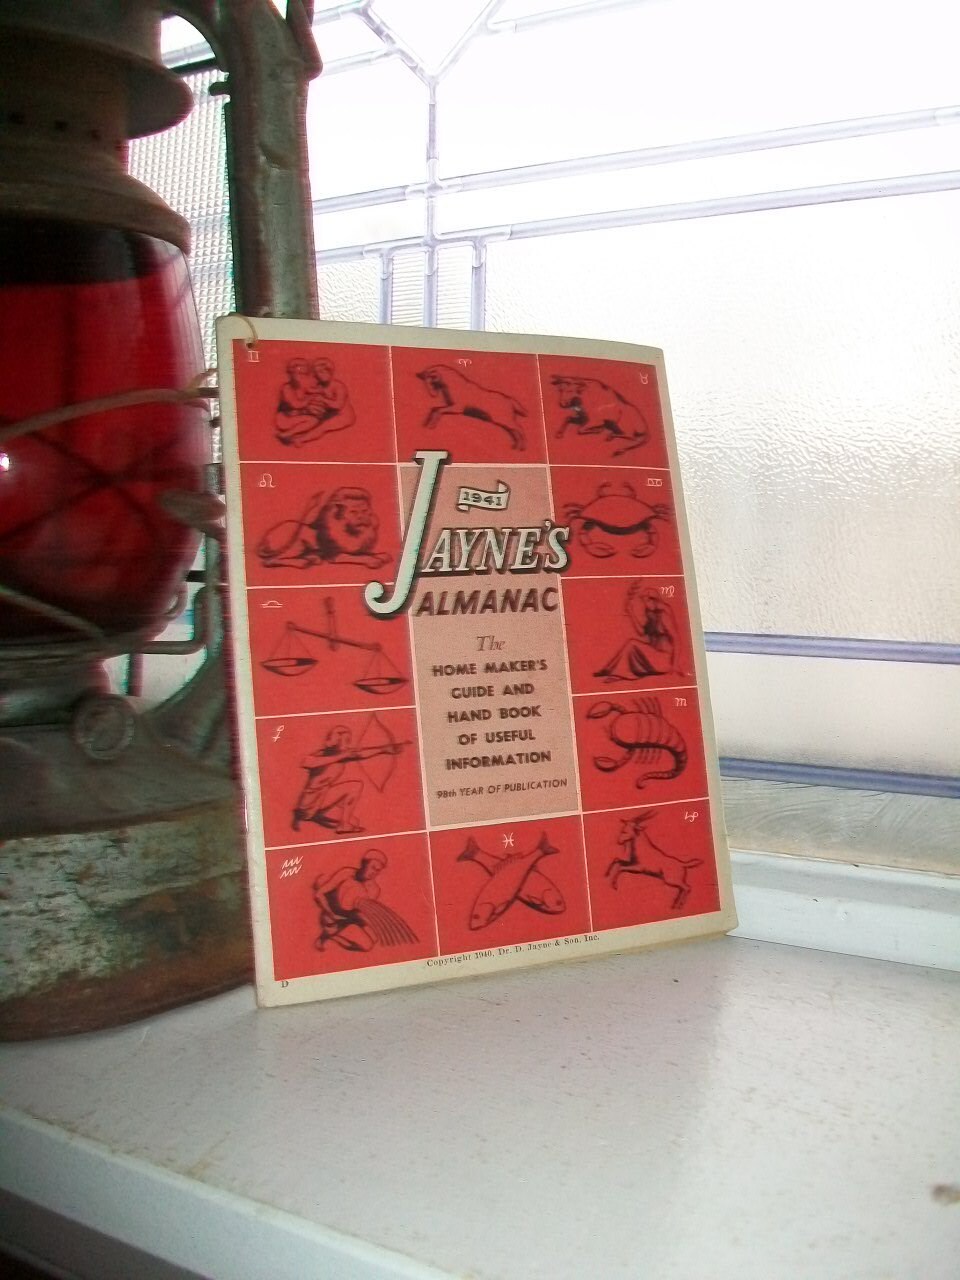 1941
JAYNE'S
ALMANAC
The
HOME MAKER'S
GUIDE AND
HAND BOOK
OF USEFUL
INFORMATION
98th YEAR OF PUBLICATION
Copyright 1940, Dr. D. Jayne & Son, Inc.
D